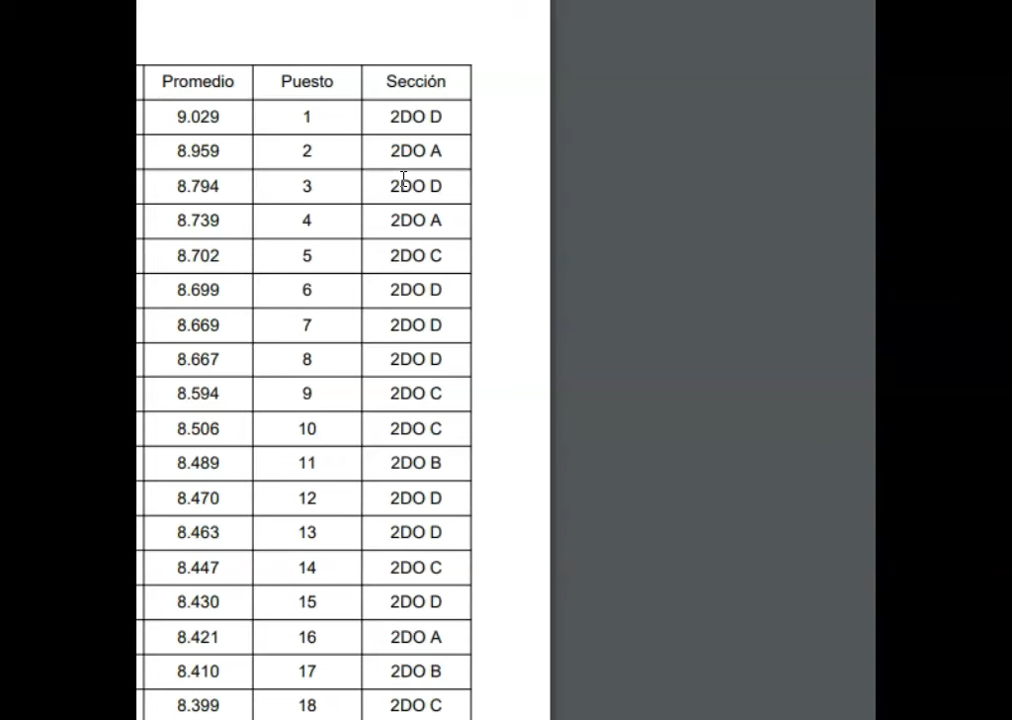 Promedio Puesto Sección
9.029 1 2DO D
8.959 2 2DO A
8.794 3 2DO D
8.739 4 2DO A
8.702 5 2DO C
8.699 6 2DO D
8.669 7 2DO D
8.667 8 2DO D
8.594 9 2DO C
8.506 10 2DO C
8.489 11 2DO B
8.470 12 2DO D
8.463 13 2DO D
8.447 14 2DO C
8.430 15 2DO D
8.421 16 2DO A
8.410 17 2DO B
8.399 18 2DO C